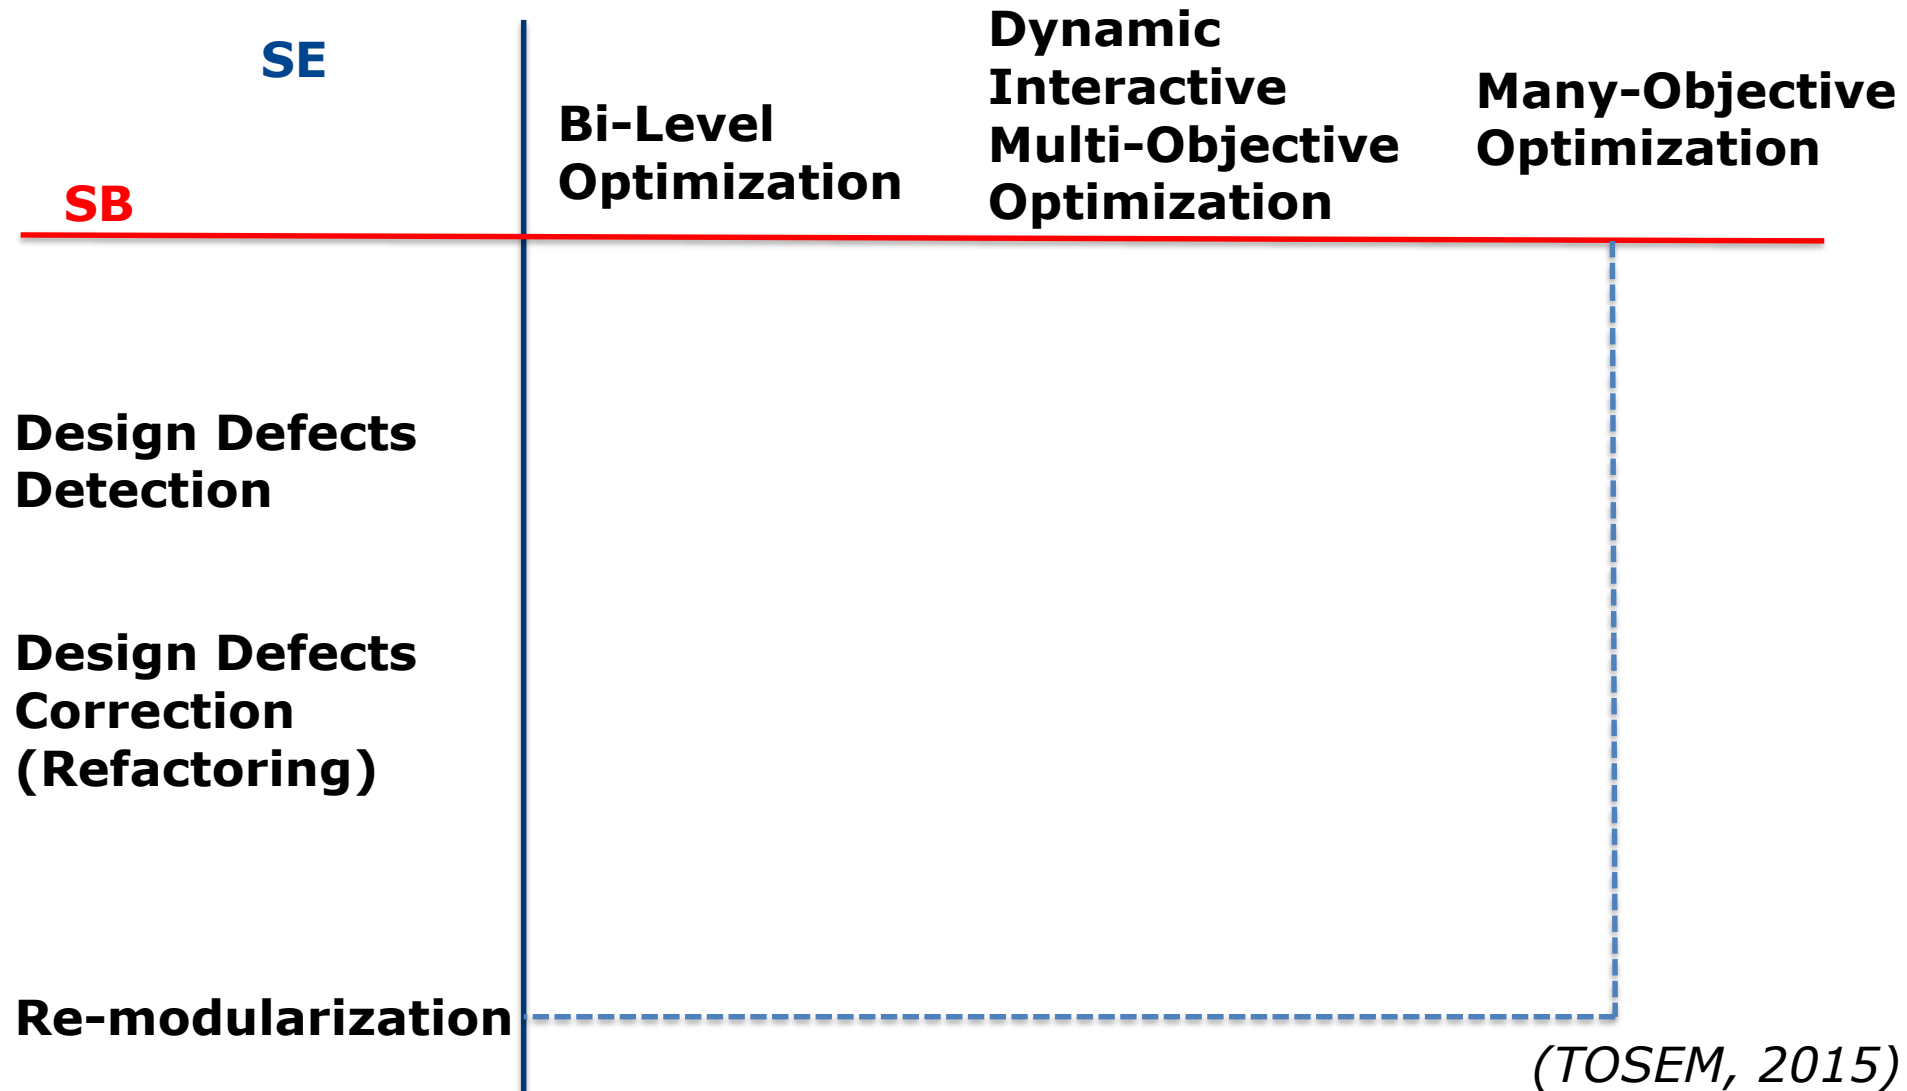 SE
SB
Bi-Level
Optimization
Dynamic
Interactive
Multi-Objective
Optimization
Many-Objective
Optimization
Design Defects
Detection
Design Defects
Correction
(Refactoring)
Re-modularization
(TOSEM, 2015)